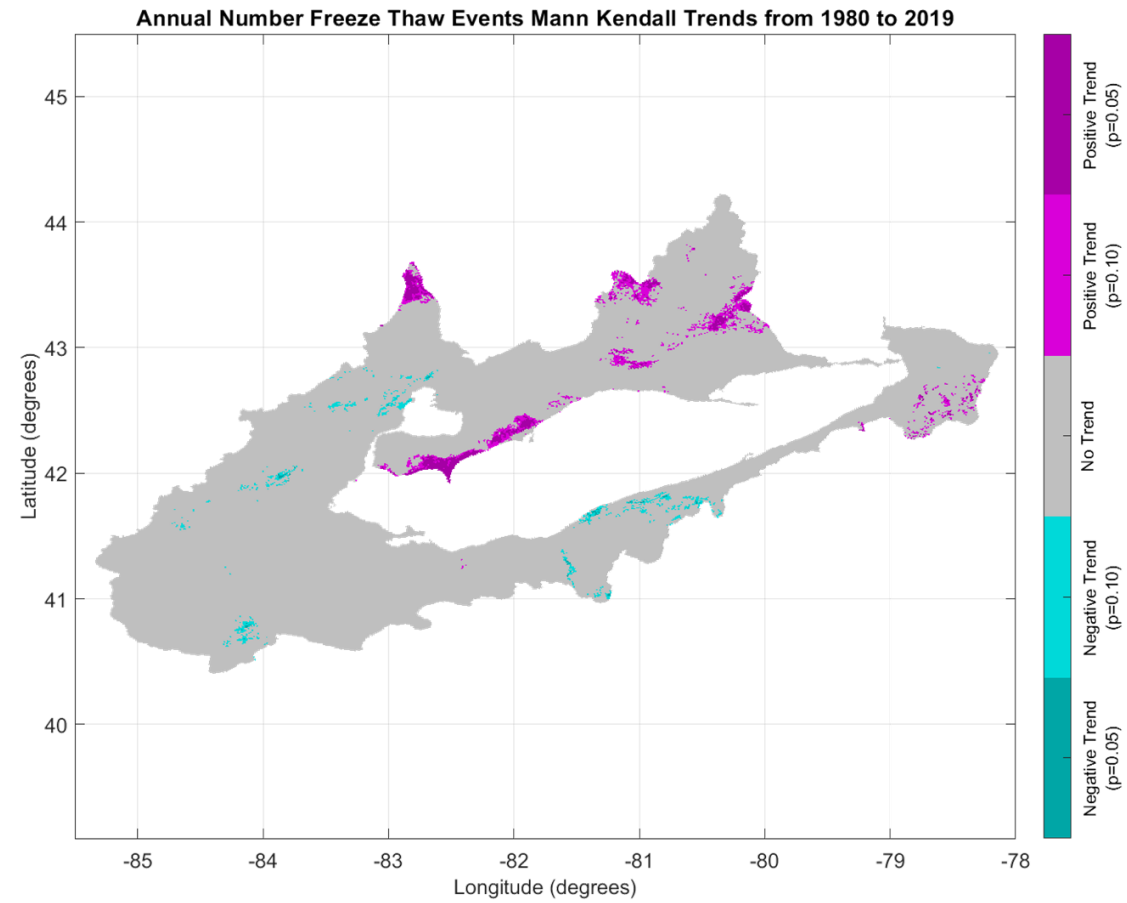 Annual Number Freeze Thaw Events Mann Kendall Trends from 1980 to 2019
45
44
43
42
41
40
Latitude (degrees)
-85
-84
-83
-82
-81
-80
-79
-78
Longitude (degrees)
Positive Trend
(p=0.05)
Positive Trend
(p=0.10)
No Trend
Negative Trend
(p=0.10)
Negative Trend
(p=0.05)